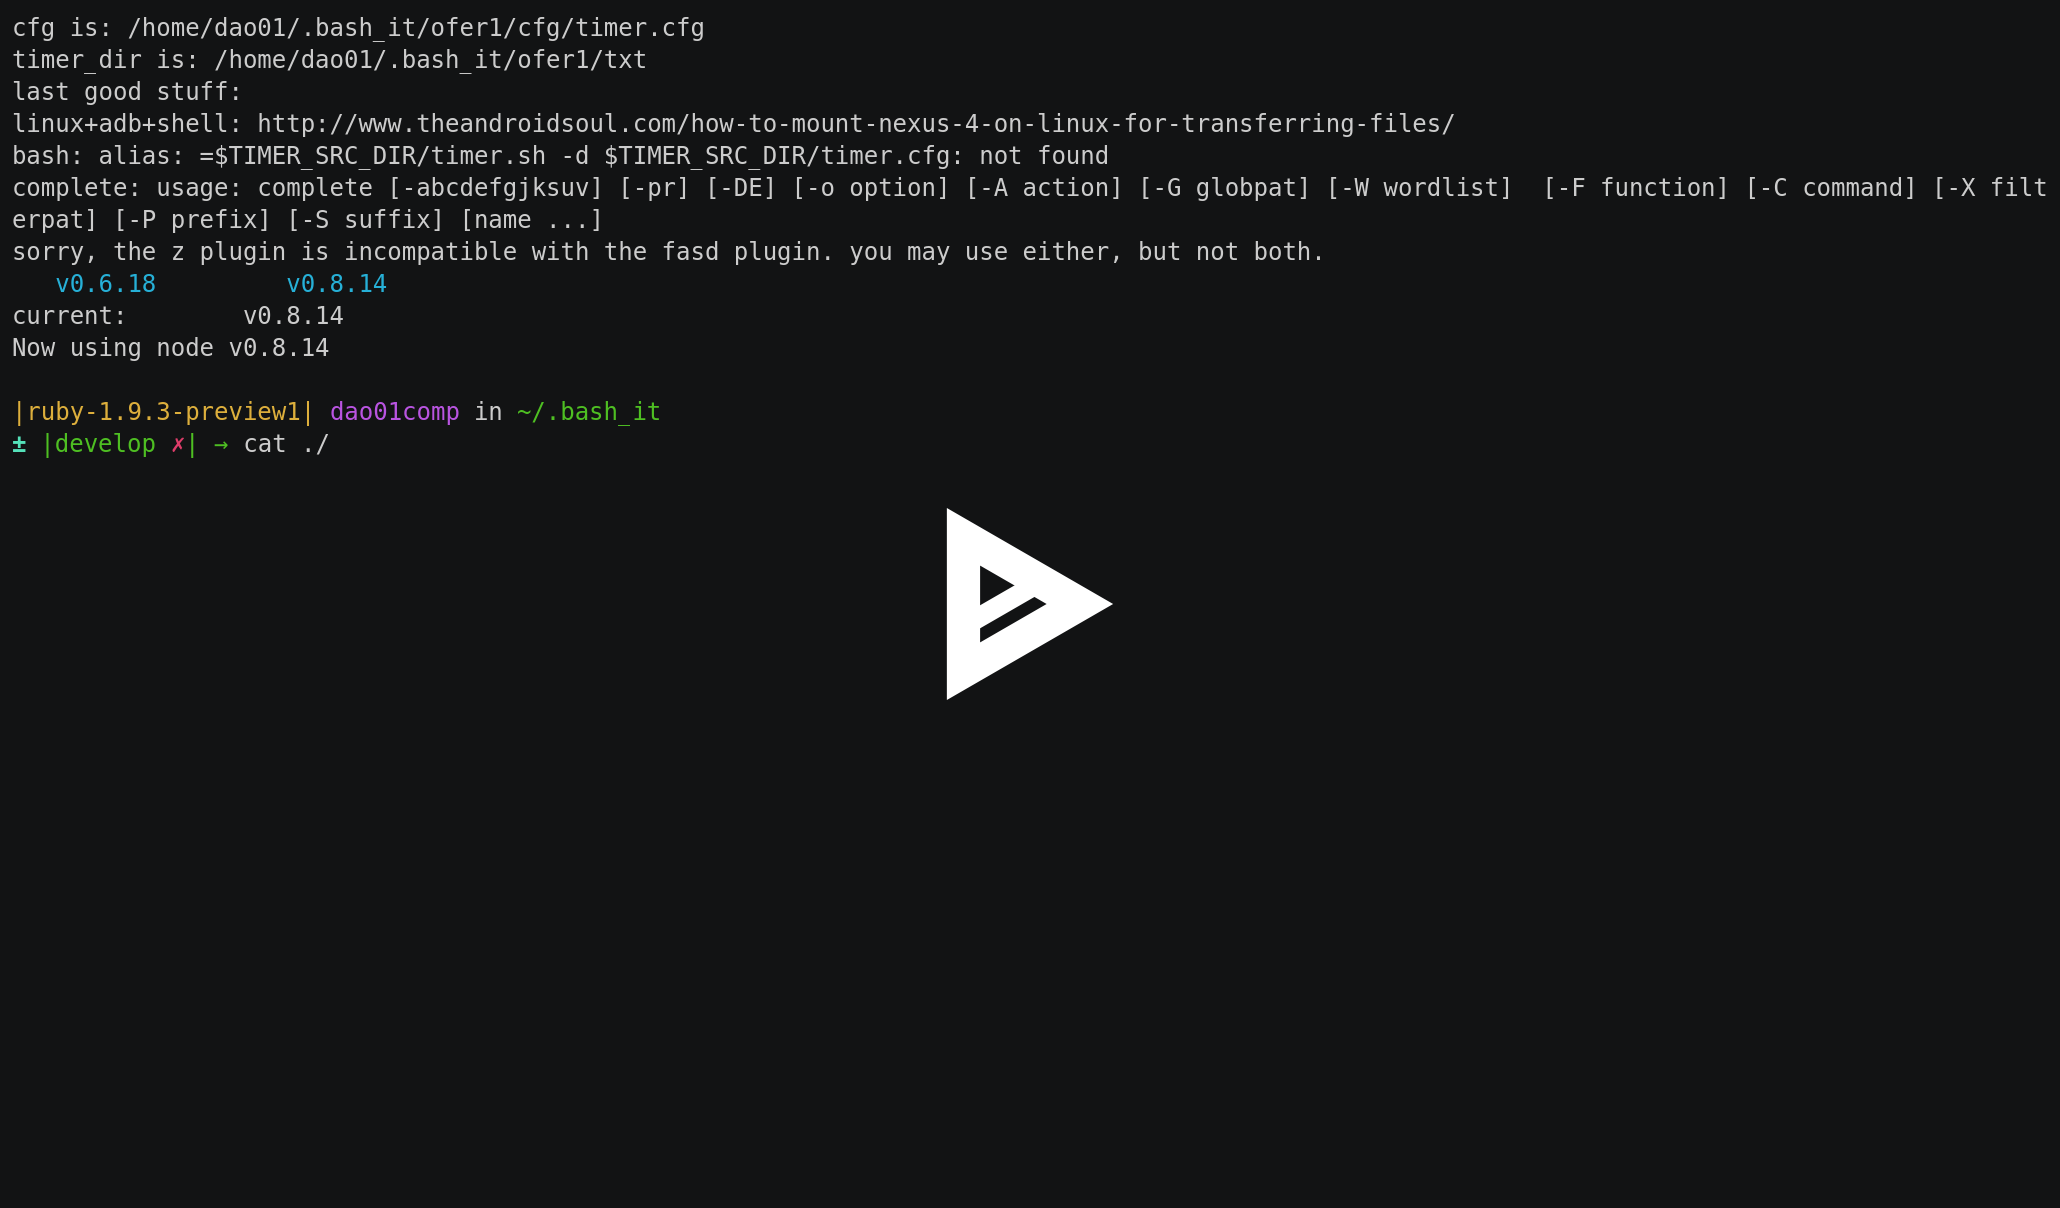 cfg is: /home/dao01/.bash_it/ofer1/cfg/timer.cfg
timer_dir is: /home/dao01/.bash_it/ofer1/txt
last good stuff:
linux+adb+shell: http://www.theandroidsoul.com/how-to-mount-nexus-4-on-linux-for-transferring-files/
bash: alias: =$TIMER_SRC_DIR/timer.sh -d $TIMER_SRC_DIR/timer.cfg: not found
complete: usage: complete [-abcdefgjksuv] [-pr] [-DE] [-o option] [-A action] [-G globpat] [-W wordlist]  [-F function] [-C command] [-X filt
erpat] [-P prefix] [-S suffix] [name ...]
sorry, the z plugin is incompatible with the fasd plugin. you may use either, but not both.
   v0.6.18         v0.8.14
current:        v0.8.14
Now using node v0.8.14

|ruby-1.9.3-preview1| dao01comp in ~/.bash_it
± |develop ✗| → cat ./